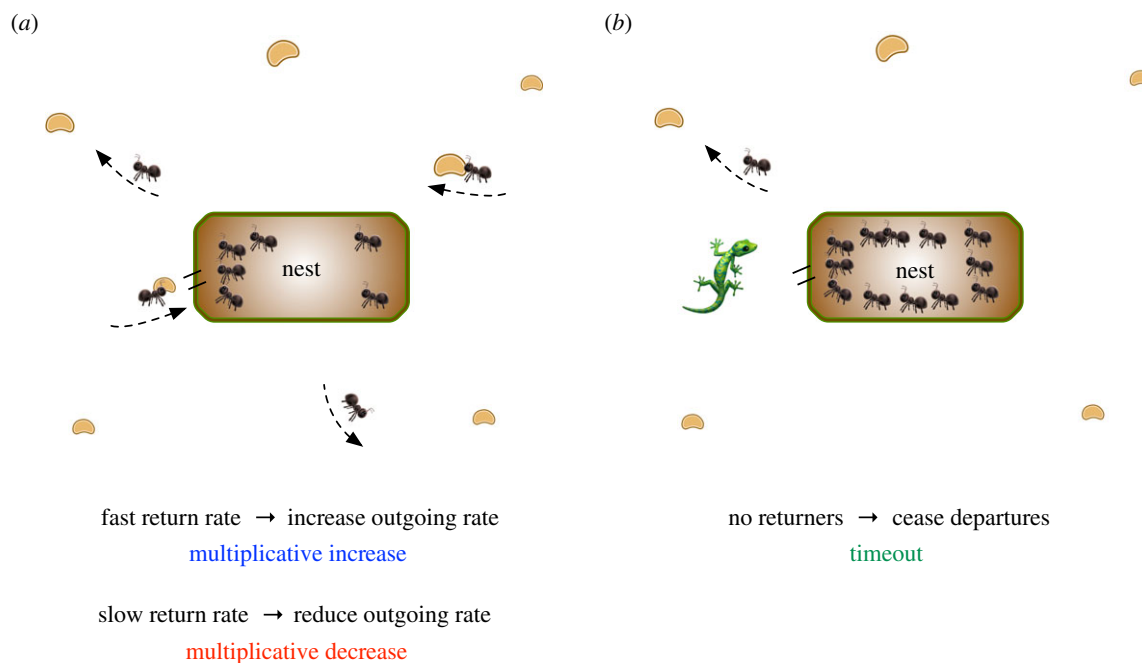 (a)
nest
fast return rate → increase outgoing rate
multiplicative increase
slow return rate → reduce outgoing rate
multiplicative decrease
(b)
nest
no returners → cease departures
timeout